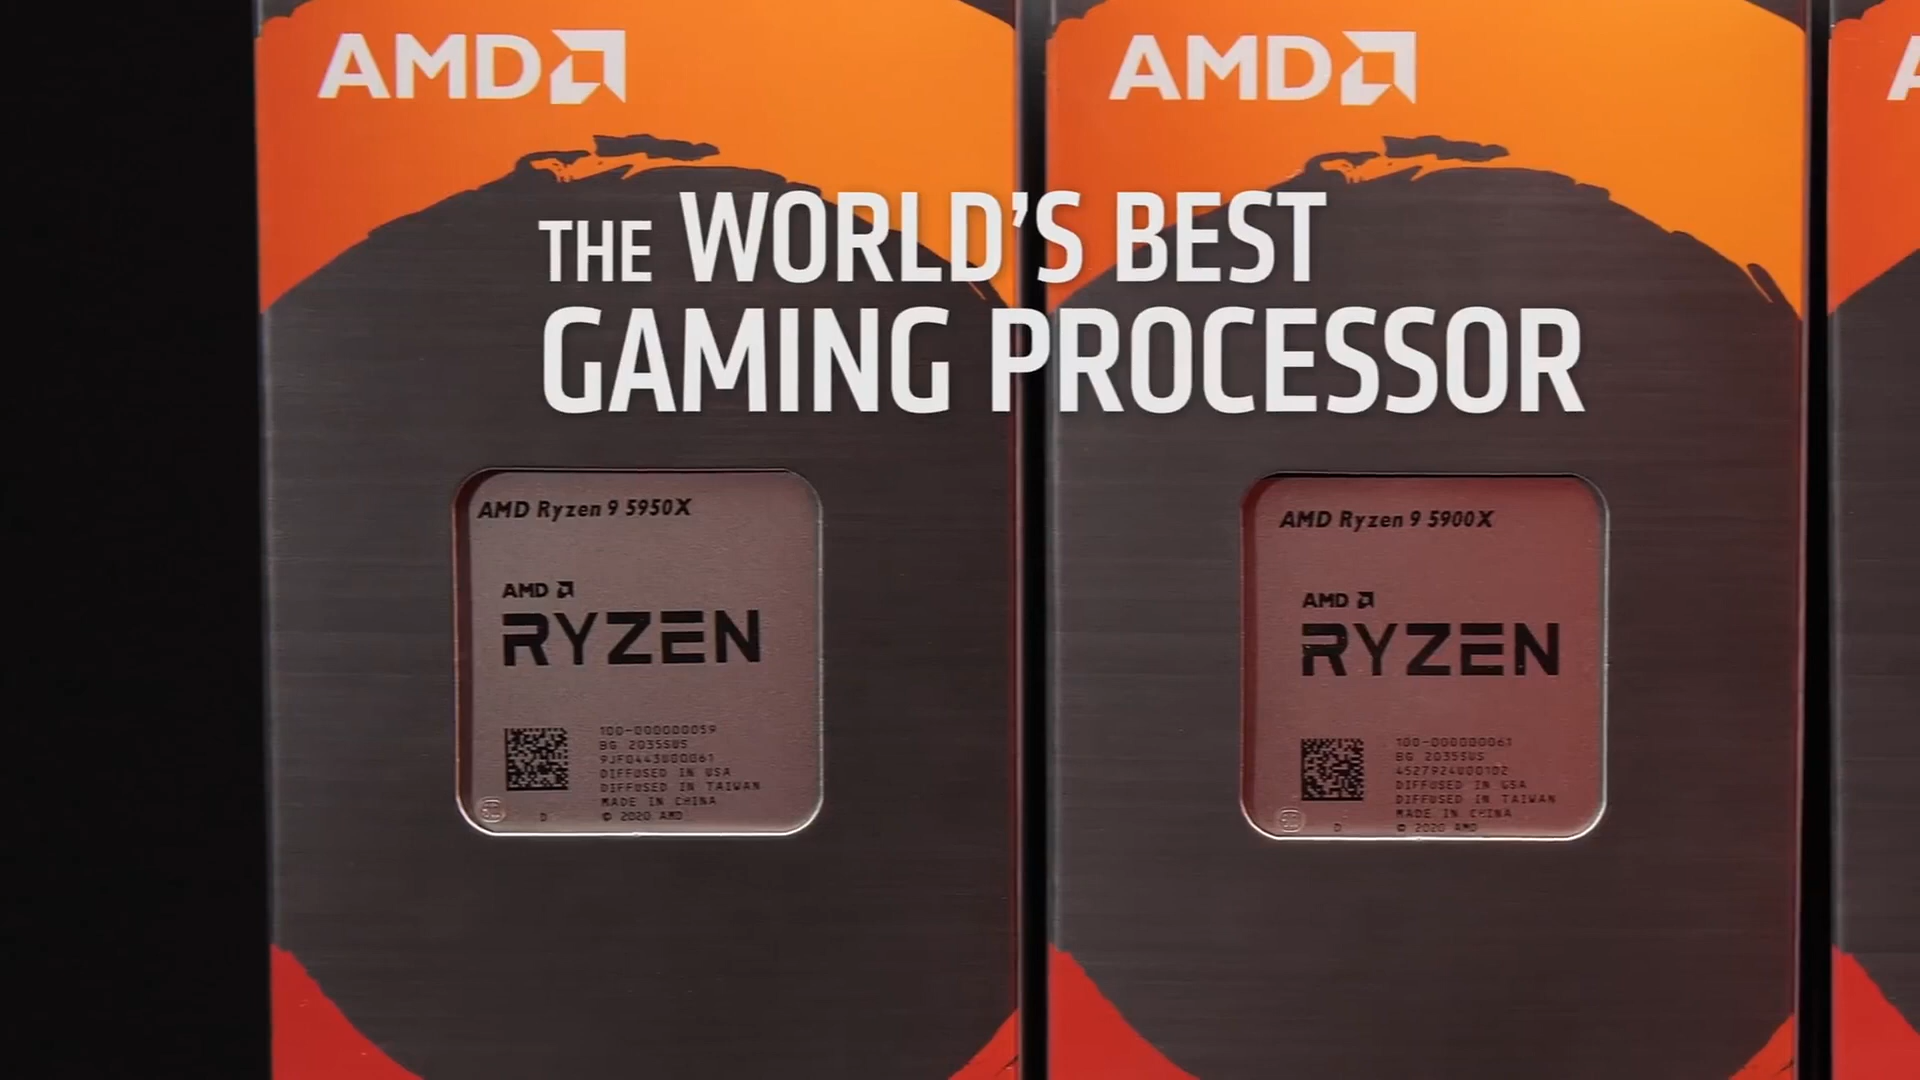 AMD
AMD
THE WORLD'S BEST
GAMING PROCESSOR
AMD Ryzen 9 5950X
AMD
RYZEN
100-000000059
BG 2035SUS
9JF0443U00061
DIFFUSED IN USA
DIFFUSED IN TAIWAN
MADE IN CHINA
© 2020 AMD
D
AMD Ryzen 9 5900X
AMD
RYZEN
100-000000061
BG 2035SUS
4527924U00102
DIFFUSED IN USA
DIFFUSED IN TAIWAN
MADE IN CHINA
© 2020 AMD
D